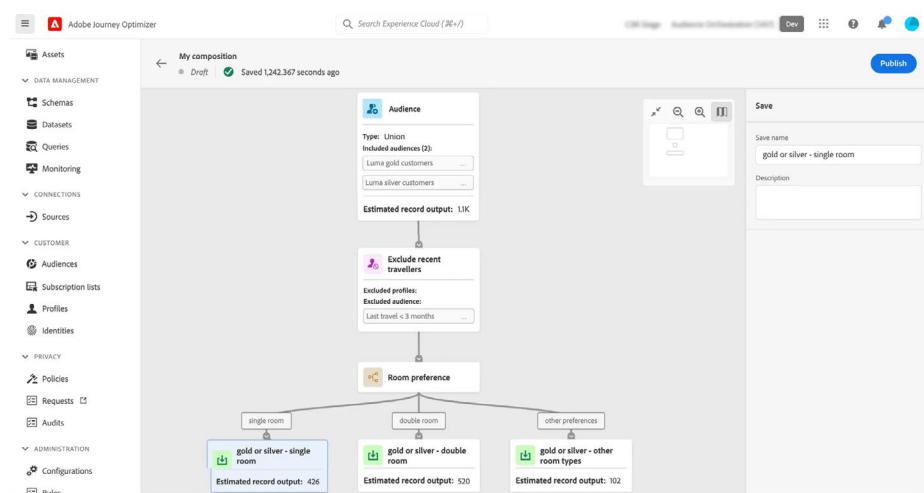 Adobe Journey Optimizer
Search Experience Cloud (⌘+/)
Dev
Assets
DATA MANAGEMENT
Schemas
Datasets
Queries
Monitoring
CONNECTIONS
Sources
CUSTOMER
Audiences
Subscription lists
Profiles
Identities
PRIVACY
Policies
Requests
Audits
ADMINISTRATION
Configurations
Rules
My composition
Draft
Saved 1,242.367 seconds ago
Publish
Audience
Type: Union
Included audiences (2):
Luma gold customers ...
Luma silver customers ...
Estimated record output: 1.1K
Exclude recent
travellers
Excluded profiles:
Excluded audience:
Last travel < 3 months ...
Room preference
single room
double room
other preferences
gold or silver - single
room
Estimated record output: 426
gold or silver - double
room
Estimated record output: 520
gold or silver - other
room types
Estimated record output: 102
Save
Save name
gold or silver - single room
Description